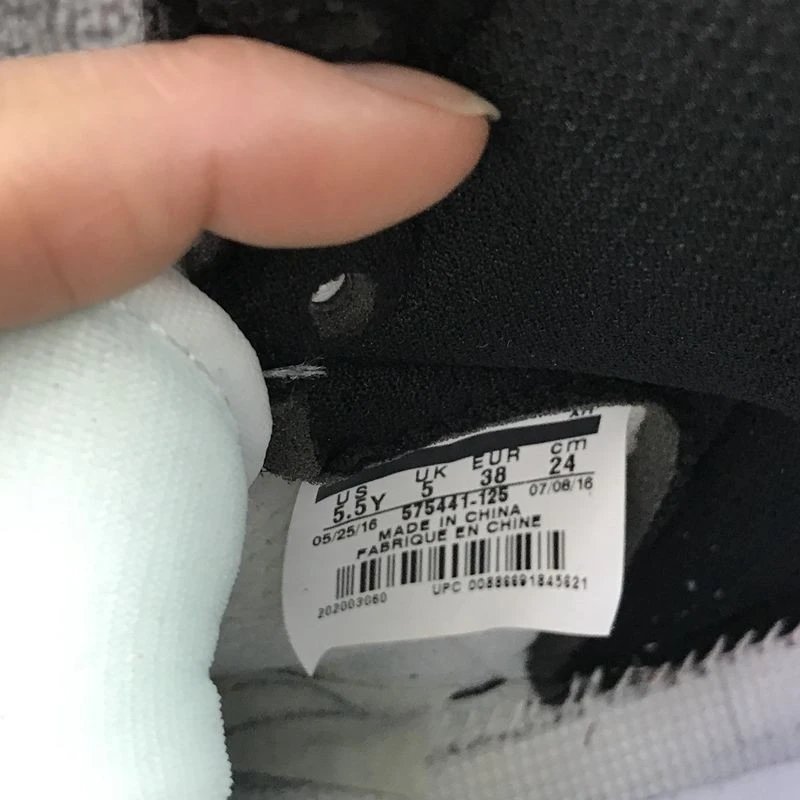 US UK EUR cm
5.5Y 5 38 24
05/25/16 575441-125 07/08/16
MADE IN CHINA
FABRIQUE EN CHINE
202003060 UPC 00886691845621